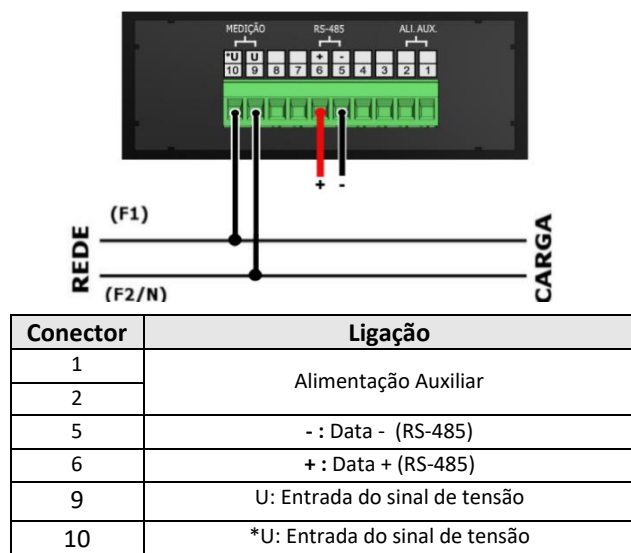 MEDIÇÃO RS-485 ALI. AUX.
*U U + -
10 9 8 7 6 5 4 3 2 1
+ -
(F1)
REDE
CARGA
(F2/N)
Conector Ligação
1
Alimentação Auxiliar
2
5 - : Data - (RS-485)
6 + : Data + (RS-485)
9 U: Entrada do sinal de tensão
10 *U: Entrada do sinal de tensão